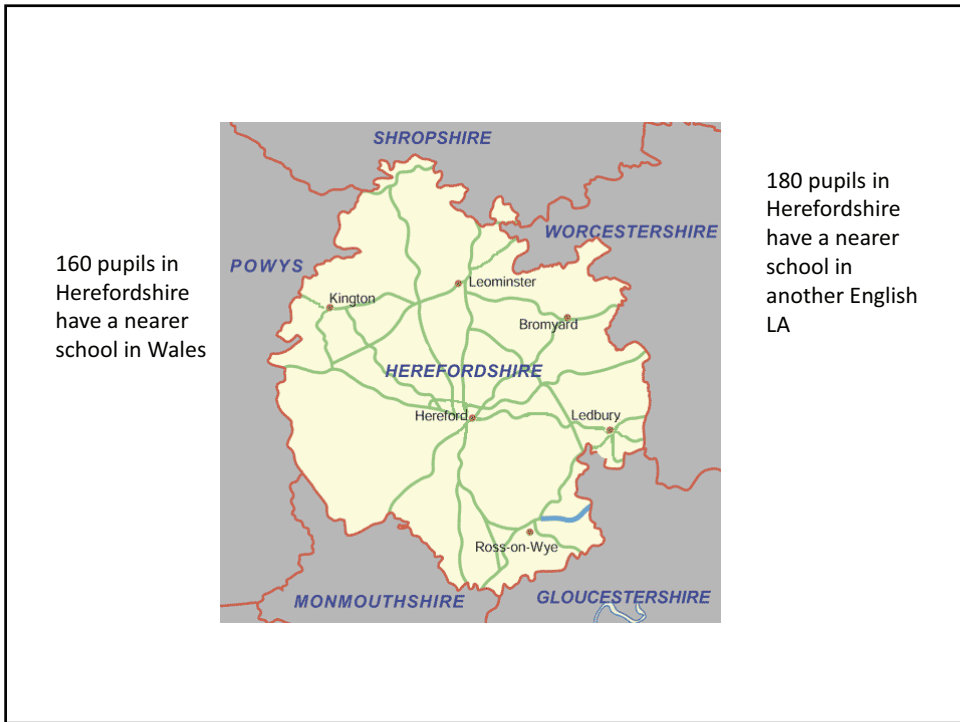 SHROPSHIRE
180 pupils in
Herefordshire
have a nearer
school in
another English
LA
WORCESTERSHIRE
160 pupils in
Herefordshire
have a nearer
school in Wales
POWYS
Leominster
Kington
Bromyard
HEREFORDSHIRE
Hereford
Ledbury
Ross-on-Wye
MONMOUTHSHIRE
GLOUCESTERSHIRE